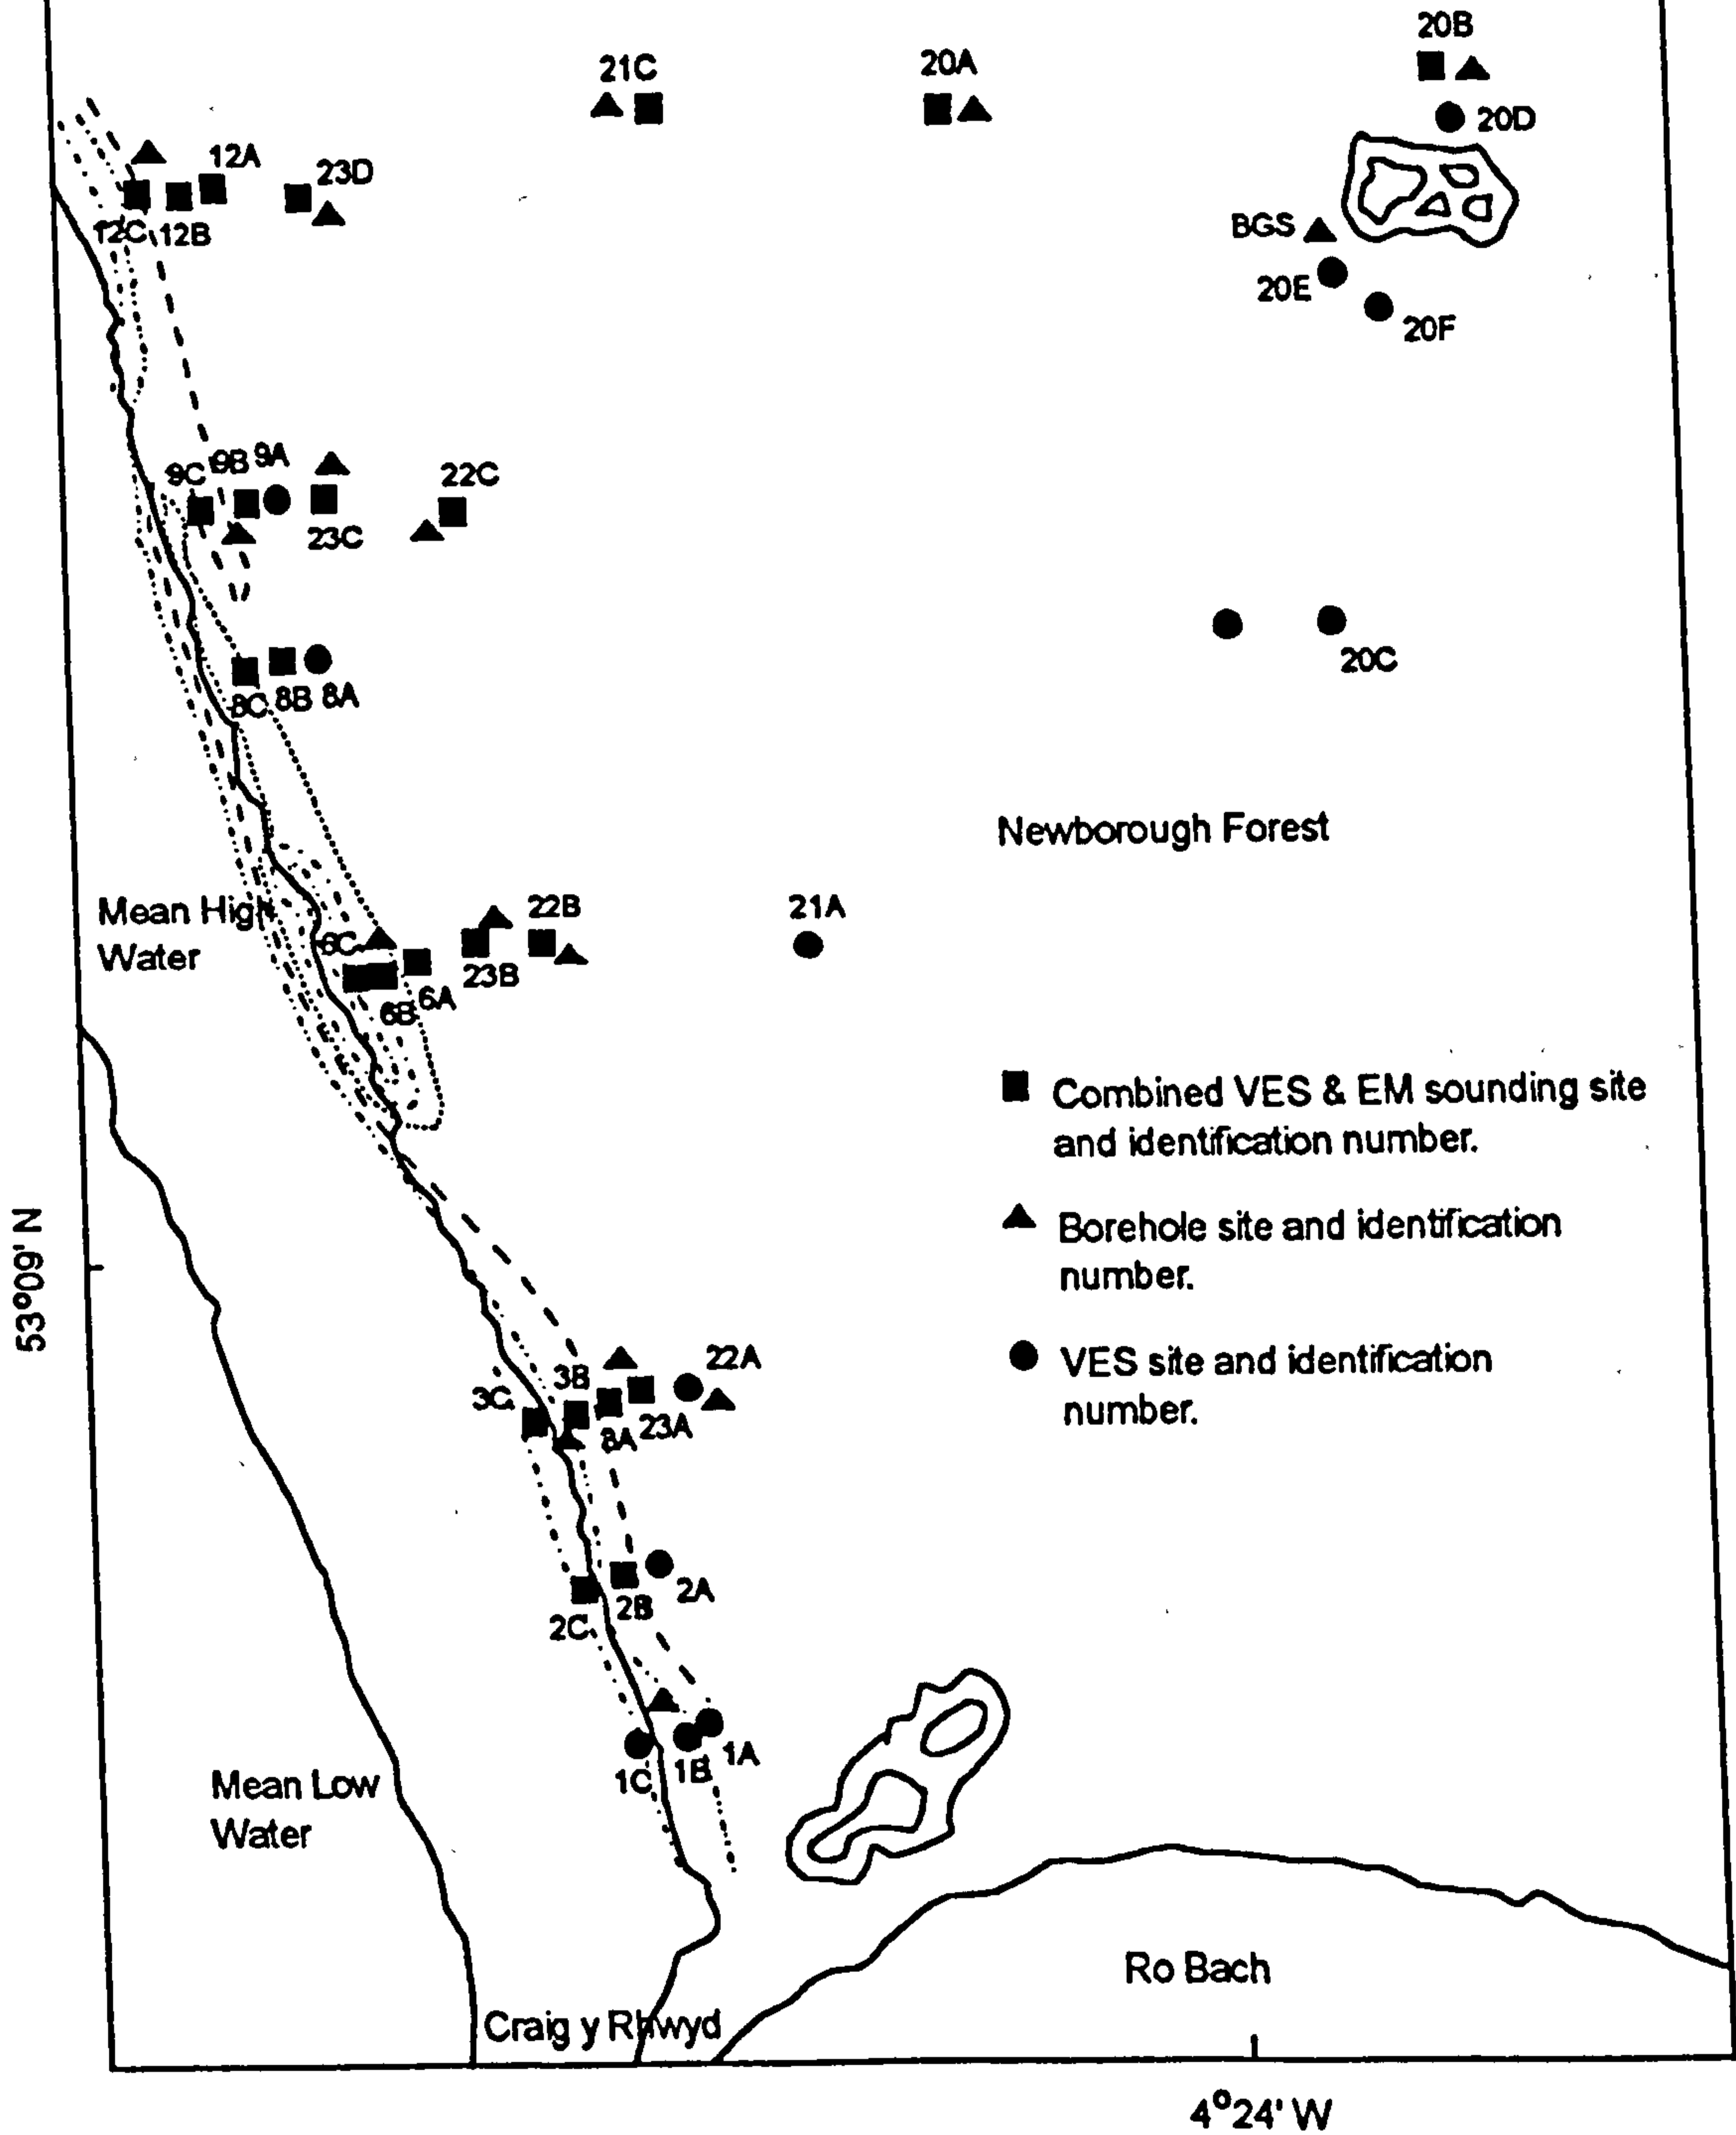 20B
21C
20A
20D
12A
23D
12C 12B
BGS
20E
20F
9C 9B 9A
22C
23C
8C 8B 8A
20C
Newborough Forest
Mean High
Water
22B
21A
6C
23B
6A
6B
Combined VES & EM sounding site
and identification number.
53°09' N
Borehole site and identification
number.
VES site and identification
number.
22A
3B
3C
23A
2A
2B
2C
1A
1B
1C
Mean Low
Water
Ro Bach
Craig y Rhwyd
4°24' W